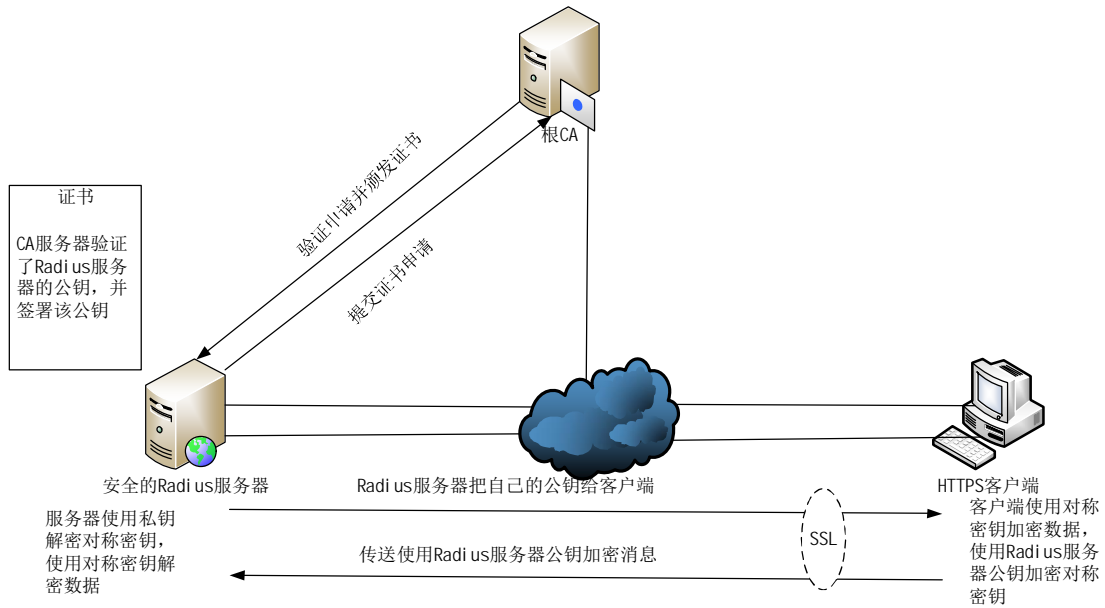 根CA
验证申请并颁发证书
提交证书申请
证书
CA服务器验证
了Radius服务
器的公钥，并
签署该公钥
安全的Radius服务器
Radius服务器把自己的公钥给客户端
HTTPS客户端
服务器使用私钥
解密对称密钥，
使用对称密钥解
密数据
传送使用Radius服务器公钥加密消息
SSL
客户端使用对称
密钥加密数据，
使用Radius服务
器公钥加密对称
密钥